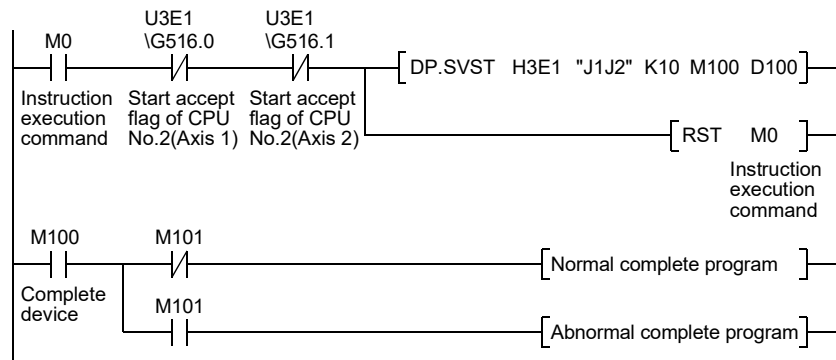 U3E1
\G516.0
U3E1
\G516.1
M0
DP.SVST H3E1 "J1J2" K10 M100 D100
Instruction
execution
command
Start accept
flag of CPU
No.2(Axis 1)
Start accept
flag of CPU
No.2(Axis 2)
RST M0
Instruction
execution
command
M100
M101
Normal complete program
Complete
device
M101
Abnormal complete program